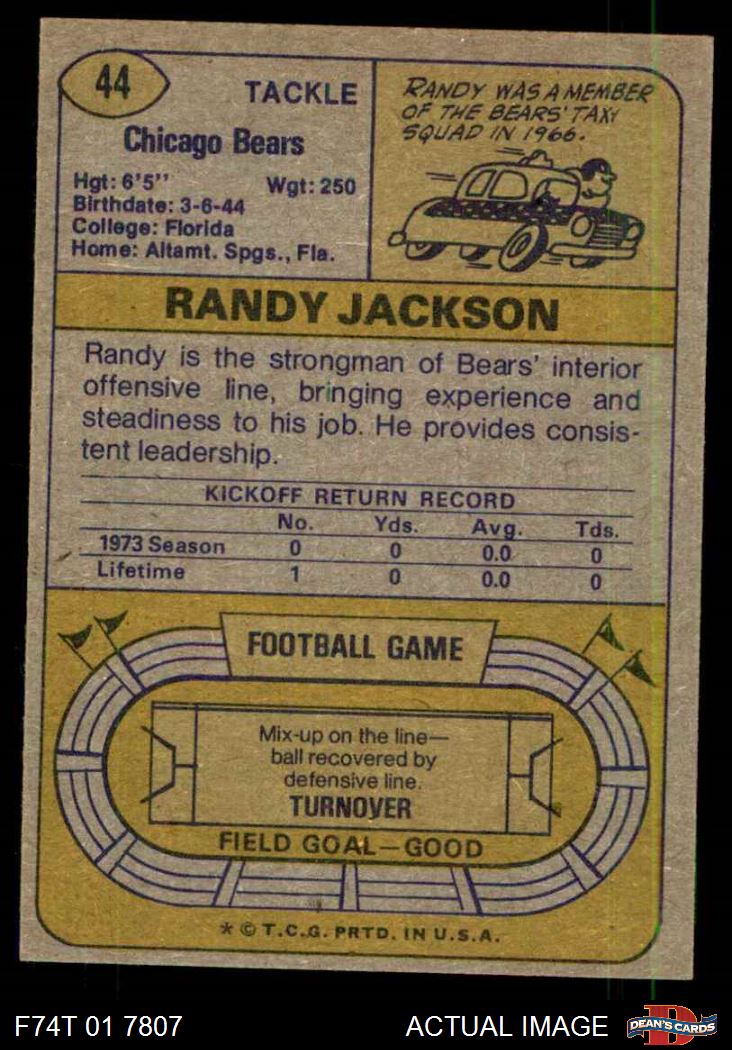 44
TACKLE
Chicago Bears
Hgt: 6'5"   Wgt: 250
Birthdate: 3-6-44
College: Florida
Home: Altamt. Spgs., Fla.
RANDY WAS A MEMBER
OF THE BEARS' TAXI
SQUAD IN 1966.
RANDY JACKSON
Randy is the strongman of Bears' interior
offensive line, bringing experience and
steadiness to his job. He provides consis-
tent leadership.
KICKOFF RETURN RECORD
No.   Yds.   Avg.   Tds.
1973 Season   0   0   0.0   0
Lifetime   1   0   0.0   0
FOOTBALL GAME
Mix-up on the line—
ball recovered by
defensive line.
TURNOVER
FIELD GOAL—GOOD
* © T.C.G. PRTD. IN U.S.A.
F74T 01 7807   ACTUAL IMAGE   D DEAN'S CARDS